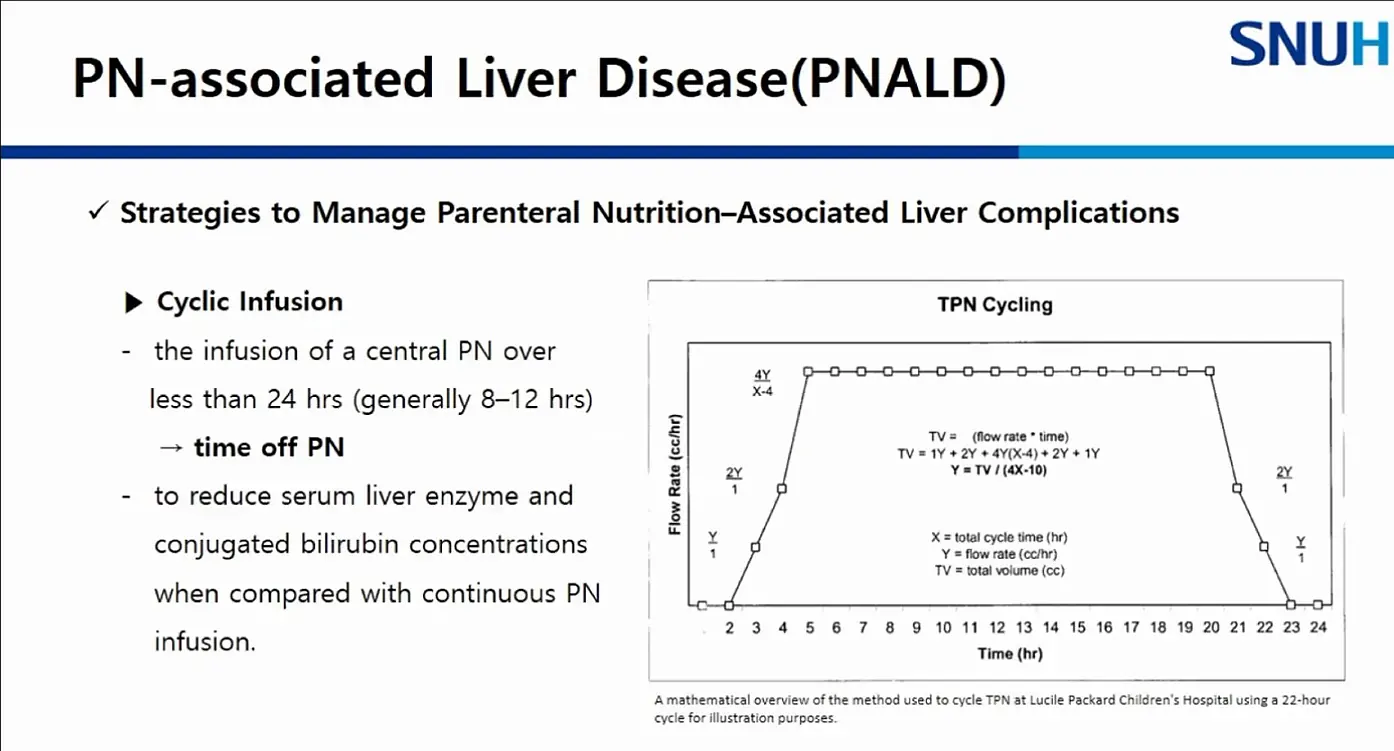 SNUH
PN-associated Liver Disease(PNALD)
✓ Strategies to Manage Parenteral Nutrition–Associated Liver Complications
▶ Cyclic Infusion
- the infusion of a central PN over
less than 24 hrs (generally 8–12 hrs)
→ time off PN
- to reduce serum liver enzyme and
conjugated bilirubin concentrations
when compared with continuous PN
infusion.
TPN Cycling
Flow Rate (cc/hr)
4Y
X-4
2Y
1
Y
1
TV = (flow rate * time)
TV = 1Y + 2Y + 4Y(X-4) + 2Y + 1Y
Y = TV / (4X-10)
X = total cycle time (hr)
Y = flow rate (cc/hr)
TV = total volume (cc)
2Y
1
Y
1
2 3 4 5 6 7 8 9 10 11 12 13 14 15 16 17 18 19 20 21 22 23 24
Time (hr)
A mathematical overview of the method used to cycle TPN at Lucile Packard Children's Hospital using a 22-hour
cycle for illustration purposes.